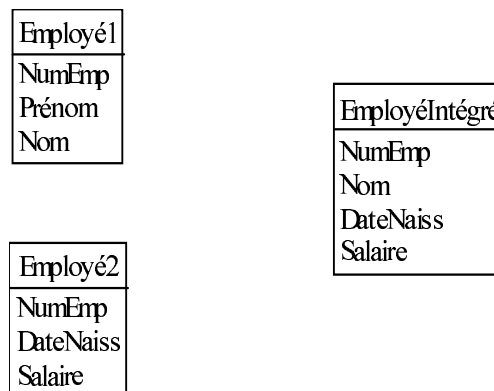 Employé1
NumEmp
Prénom
Nom
EmployéIntégré
NumEmp
Nom
DateNaiss
Salaire
Employé2
NumEmp
DateNaiss
Salaire